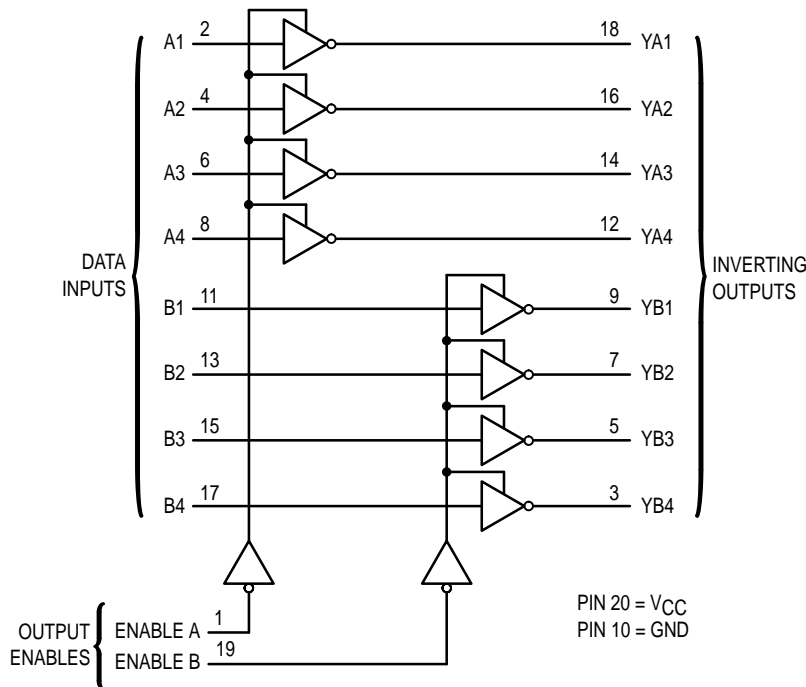 A1 2 18 YA1
A2 4 16 YA2
A3 6 14 YA3
A4 8 12 YA4
DATA
INPUTS
INVERTING
OUTPUTS
B1 11 9 YB1
B2 13 7 YB2
B3 15 5 YB3
B4 17 3 YB4
OUTPUT
ENABLES
ENABLE A 1
ENABLE B 19
PIN 20 = VCC
PIN 10 = GND